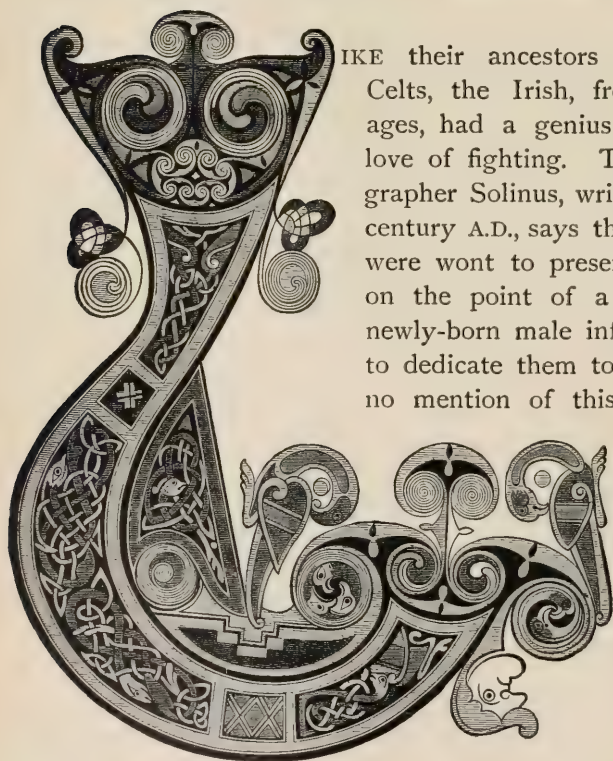 LIKE their ancestors
Celts, the Irish, fr
ages, had a genius
love of fighting. T
grapher Solinus, wri
century A.D., says th
were wont to prese
on the point of a
newly-born male inf
to dedicate them to
no mention of this